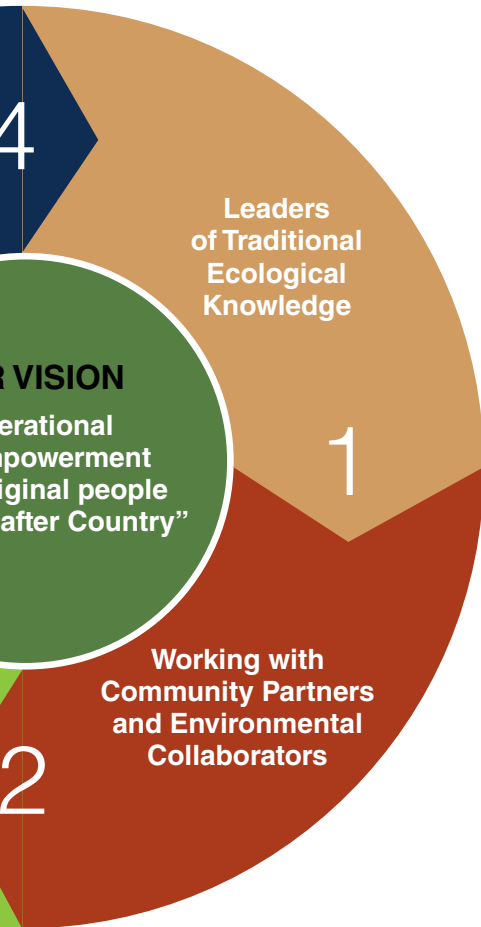 4
Leaders
of Traditional
Ecological
Knowledge
1
R VISION
erational
powerment
iginal people
after Country”
Working with
Community Partners
and Environmental
Collaborators
2